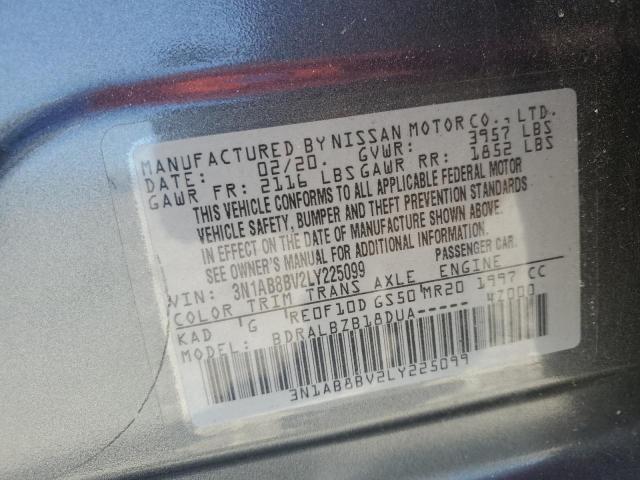 MANUFACTURED BY NISSAN MOTOR CO., LTD.
DATE: 02/20. GVWR: 3957 LBS
GAWR FR: 2116 LBS GAWR RR: 1852 LBS
THIS VEHICLE CONFORMS TO ALL APPLICABLE FEDERAL MOTOR
VEHICLE SAFETY, BUMPER AND THEFT PREVENTION STANDARDS
IN EFFECT ON THE DATE OF MANUFACTURE SHOWN ABOVE.
SEE OWNER'S MANUAL FOR ADDITIONAL INFORMATION.
VIN: 3N1AB8BV2LY225099 PASSENGER CAR.
COLOR TRIM TRANS AXLE ENGINE
KAD G RE0F10D GS50 MR20 1997 CC
MODEL: BDRALBZB18DUA
3N1AB8BV2LY225099